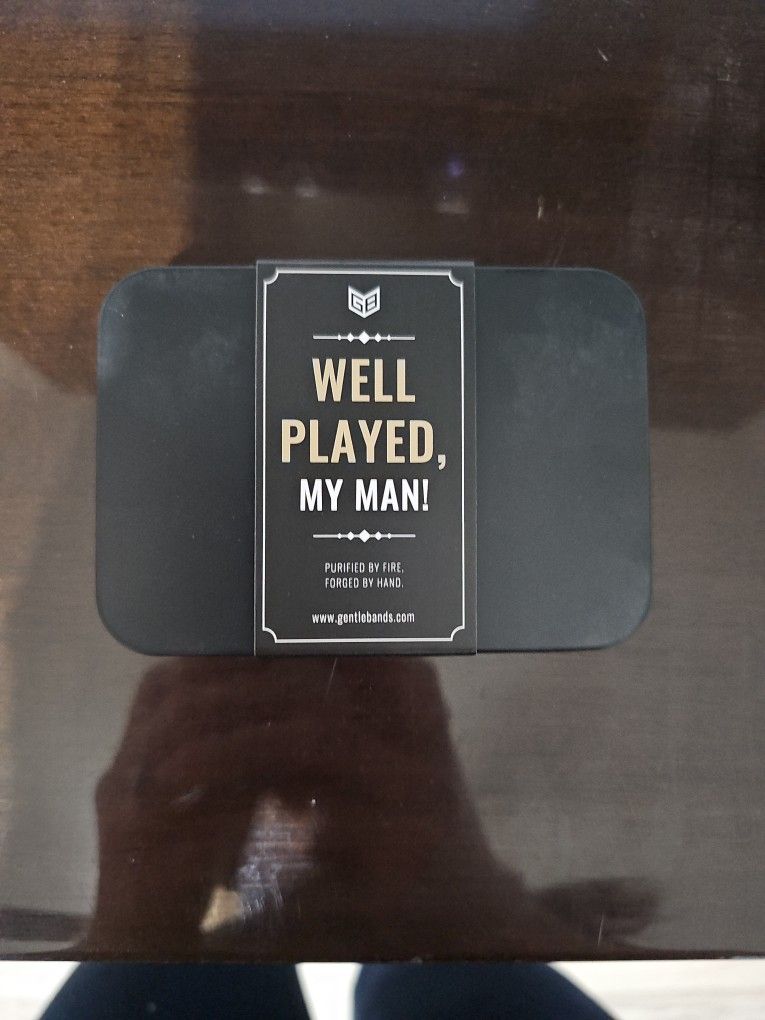 GB
WELL
PLAYED,
MY MAN!
PURIFIED BY FIRE,
FORGED BY HAND.
www.gentlebands.com